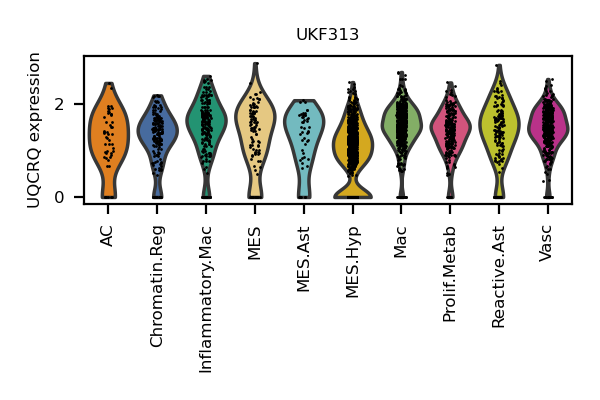 UKF313
UQCRQ expression
2
0
AC
Chromatin.Reg
Inflammatory.Mac
MES
MES.Ast
MES.Hyp
Mac
Prolif.Metab
Reactive.Ast
Vasc